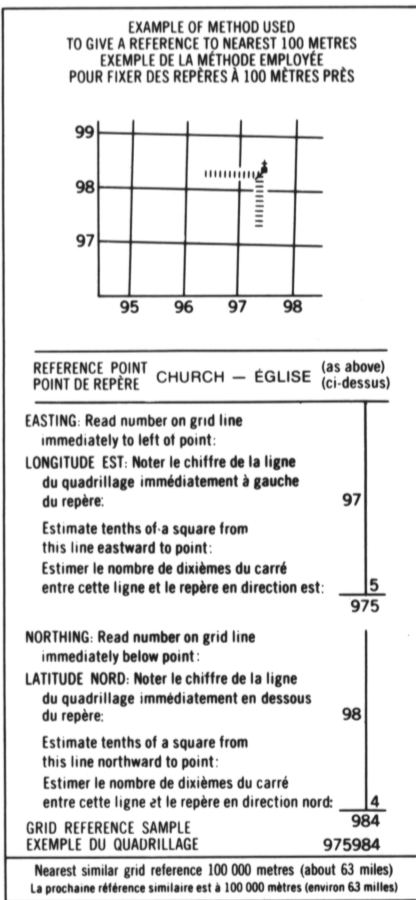 EXAMPLE OF METHOD USED
TO GIVE A REFERENCE TO NEAREST 100 METRES
EXEMPLE DE LA MÉTHODE EMPLOYÉE
POUR FIXER DES REPÈRES À 100 MÈTRES PRÈS
99
98
97
95 96 97 98
REFERENCE POINT
POINT DE REPÈRE CHURCH — ÉGLISE (as above)
(ci-dessus)
EASTING: Read number on grid line
immediately to left of point:
LONGITUDE EST: Noter le chiffre de la ligne
du quadrillage immédiatement à gauche
du repère: 97
Estimate tenths of a square from
this line eastward to point:
Estimer le nombre de dixièmes du carré
entre cette ligne et le repère en direction est: 5
975
NORTHING: Read number on grid line
immediately below point:
LATITUDE NORD: Noter le chiffre de la ligne
du quadrillage immédiatement en dessous
du repère: 98
Estimate tenths of a square from
this line northward to point:
Estimer le nombre de dixièmes du carré
entre cette ligne et le repère en direction nord: 4
984
GRID REFERENCE SAMPLE
EXEMPLE DU QUADRILLAGE 975984
Nearest similar grid reference 100 000 metres (about 63 miles)
La prochaine référence similaire est à 100 000 mètres (environ 63 milles)